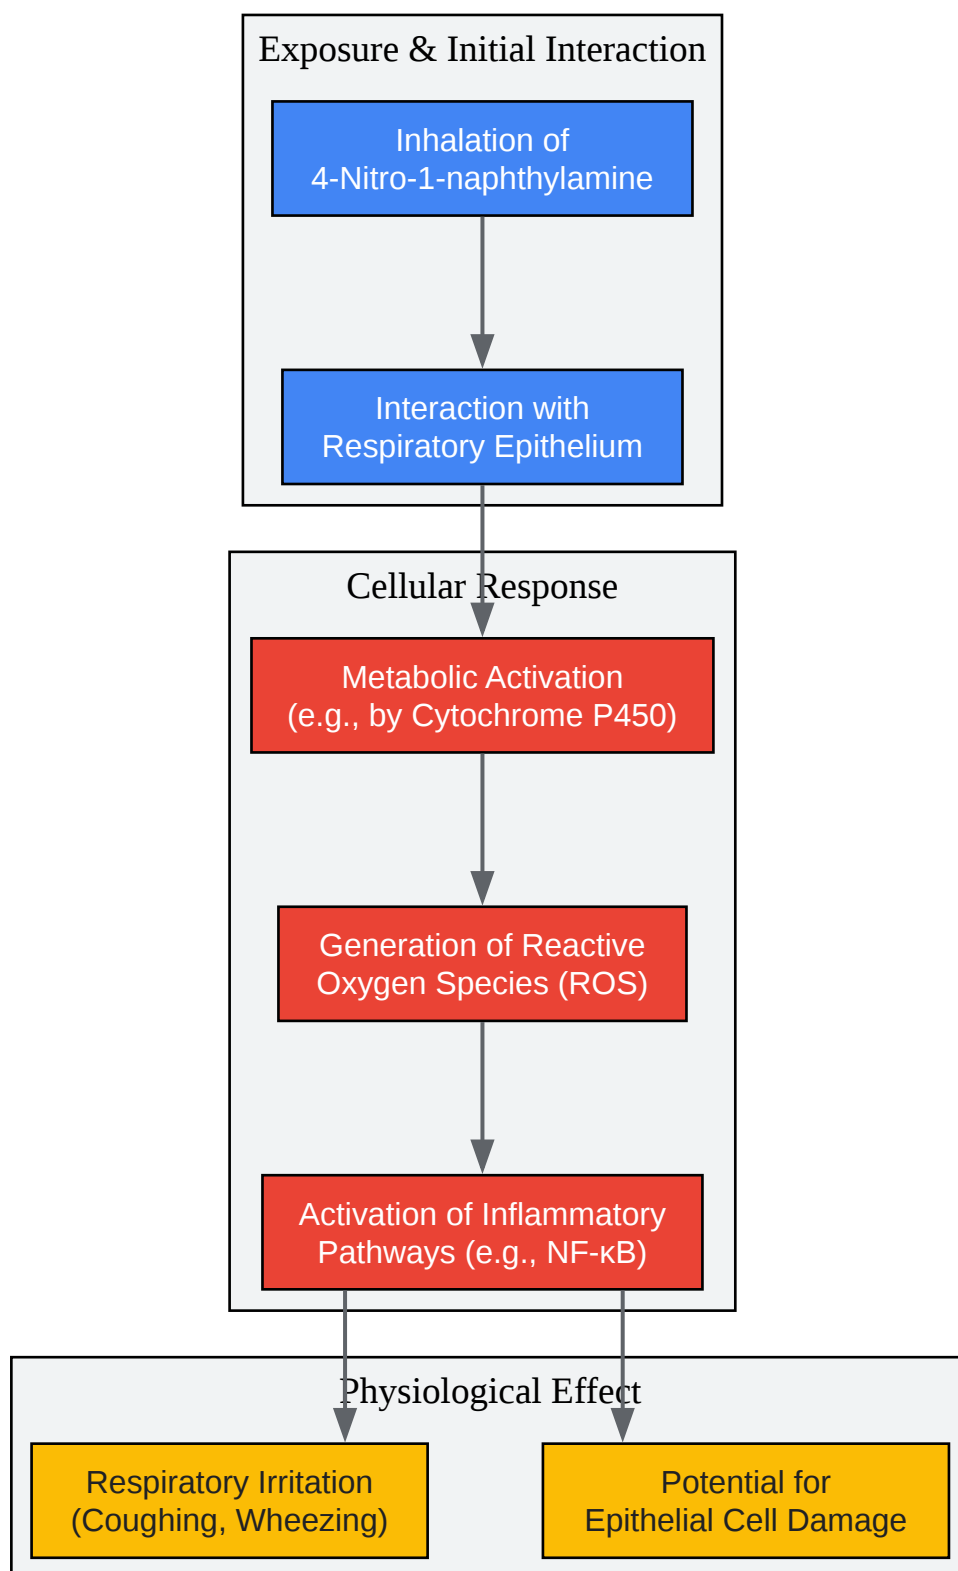 Exposure & Initial Interaction
Inhalation of
4-Nitro-1-naphthylamine
Interaction with
Respiratory Epithelium
Cellular Response
Metabolic Activation
(e.g., by Cytochrome P450)
Generation of Reactive
Oxygen Species (ROS)
Activation of Inflammatory
Pathways (e.g., NF-κB)
Physiological Effect
Respiratory Irritation
(Coughing, Wheezing)
Potential for
Epithelial Cell Damage